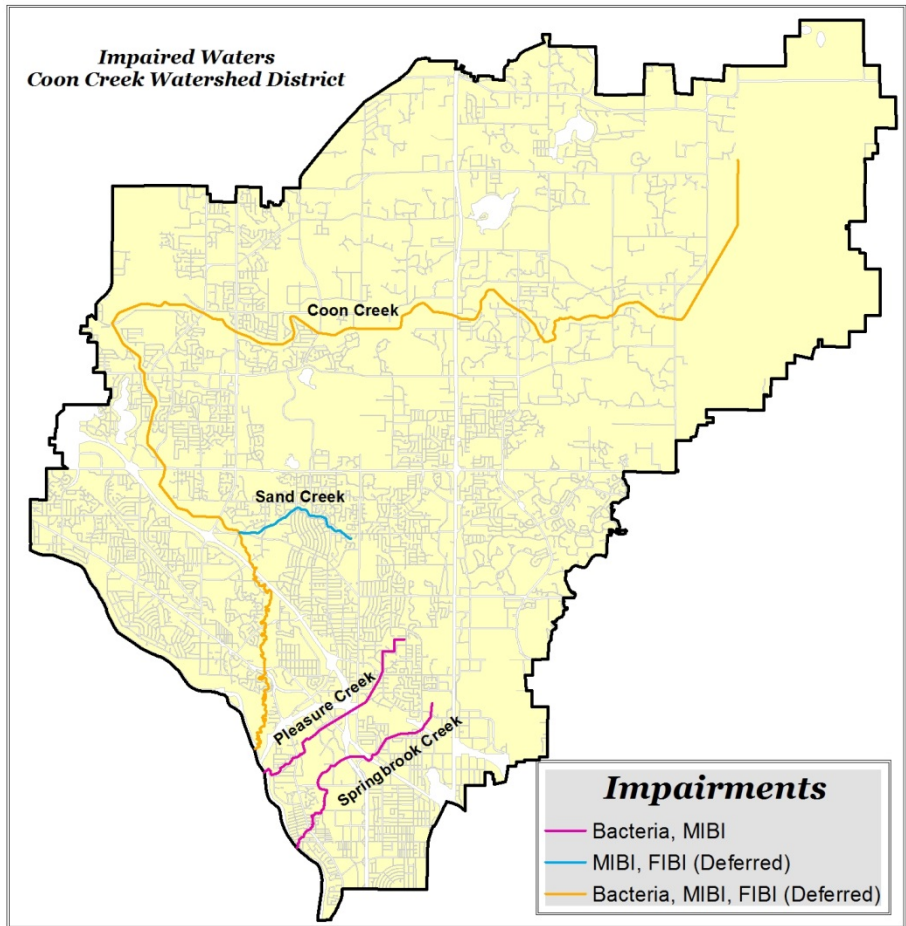 Impaired Waters
Coon Creek Watershed District
Coon Creek
Sand Creek
Pleasure Creek
Springbrook Creek
Impairments
Bacteria, MIBI
MIBI, FIBI (Deferred)
Bacteria, MIBI, FIBI (Deferred)